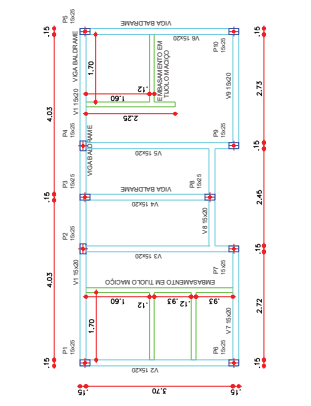 P5
15x25
VIGA BALDRAME
.15
.15
VIGA BALDRAME
V6 15x20
P10
15x25
1.70
EMBASAMENTO EM
TIJOLO MACIÇO
.12
1.60
V1 15x20
V9 15x20
4.03
2.73
2.25
P4
15x25
VIGA BALDRAME
V5 15x20
P9
15x25
.15
.15
P3
15x25
VIGA BALDRAME
V4 15x20
P8
15x25
.15
2.45
V8 15x20
P2
15x25
V3 15x20
P7
15x25
.15
.15
V1 15x20
EMBASAMENTO EM TIJOLO MACIÇO
4.03
1.60
.12
.93
.12
.93
1.70
V7 15x20
2.72
P1
15x25
P6
15x25
.15
.15
V2 15x20
.15
3.70
.15